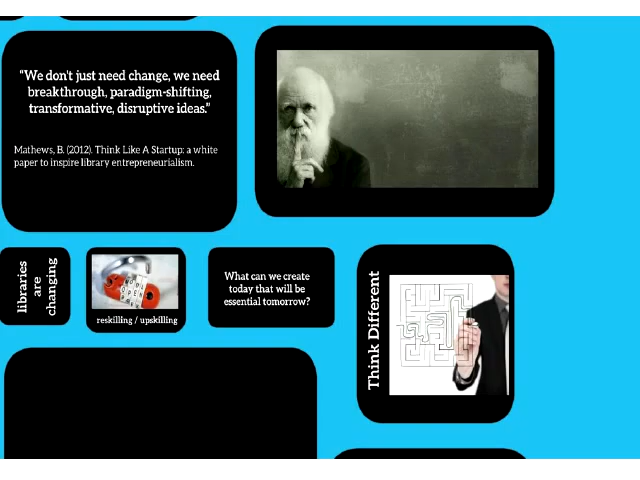 "We don't just need change, we need
breakthrough, paradigm-shifting,
transformative, disruptive ideas."
Mathews, B. (2012). Think Like A Startup: a white
paper to inspire library entrepreneurialism.
libraries
are
changing
reskilling / upskilling
What can we create
today that will be
essential tomorrow?
Think Different